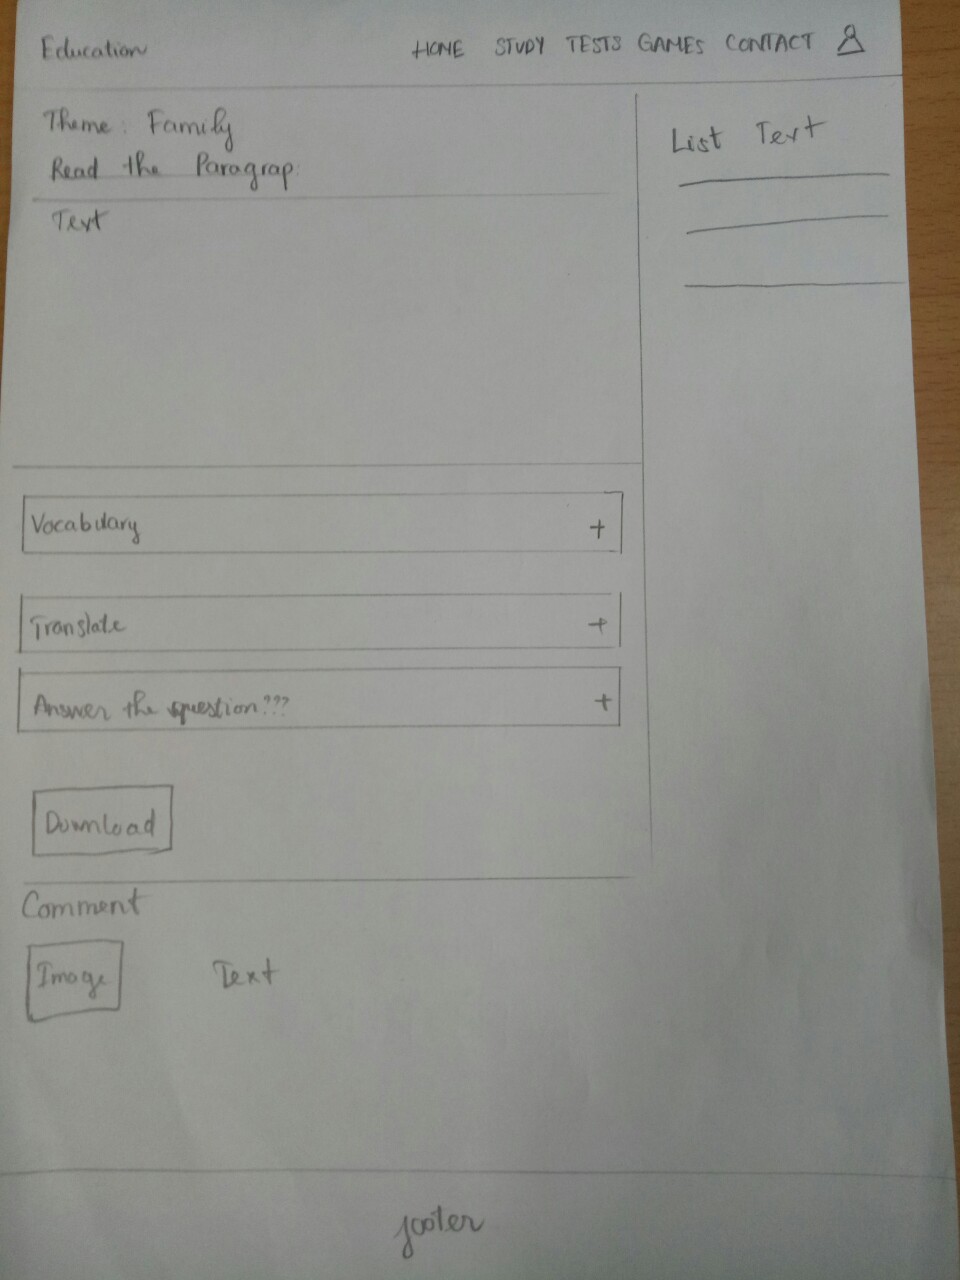 Education
HOME STUDY TESTS GAMES CONTACT
Theme: Family
Read the Paragrap.
Text
List Text
Vocabulary +
Translate +
Answer the question??? +
Download
Comment
Image
Text
footer